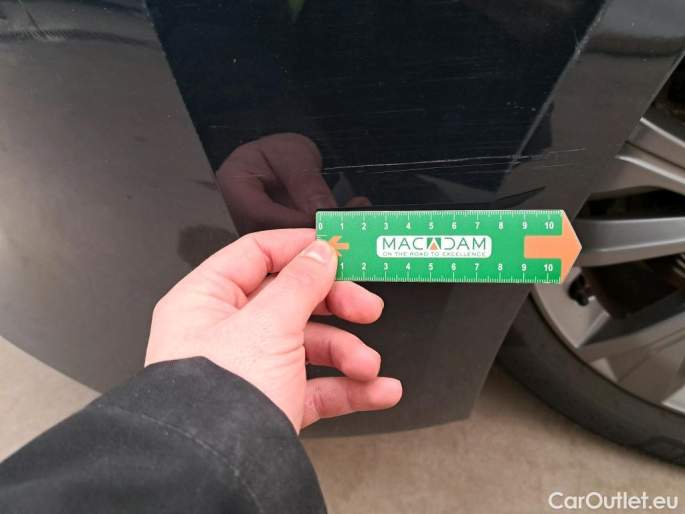 0 1 2 3 4 5 6 7 8 9 10
MACADAM
ON THE ROAD TO EXCELLENCE
1 2 3 4 5 6 7 8 9 10
CarOutlet.eu